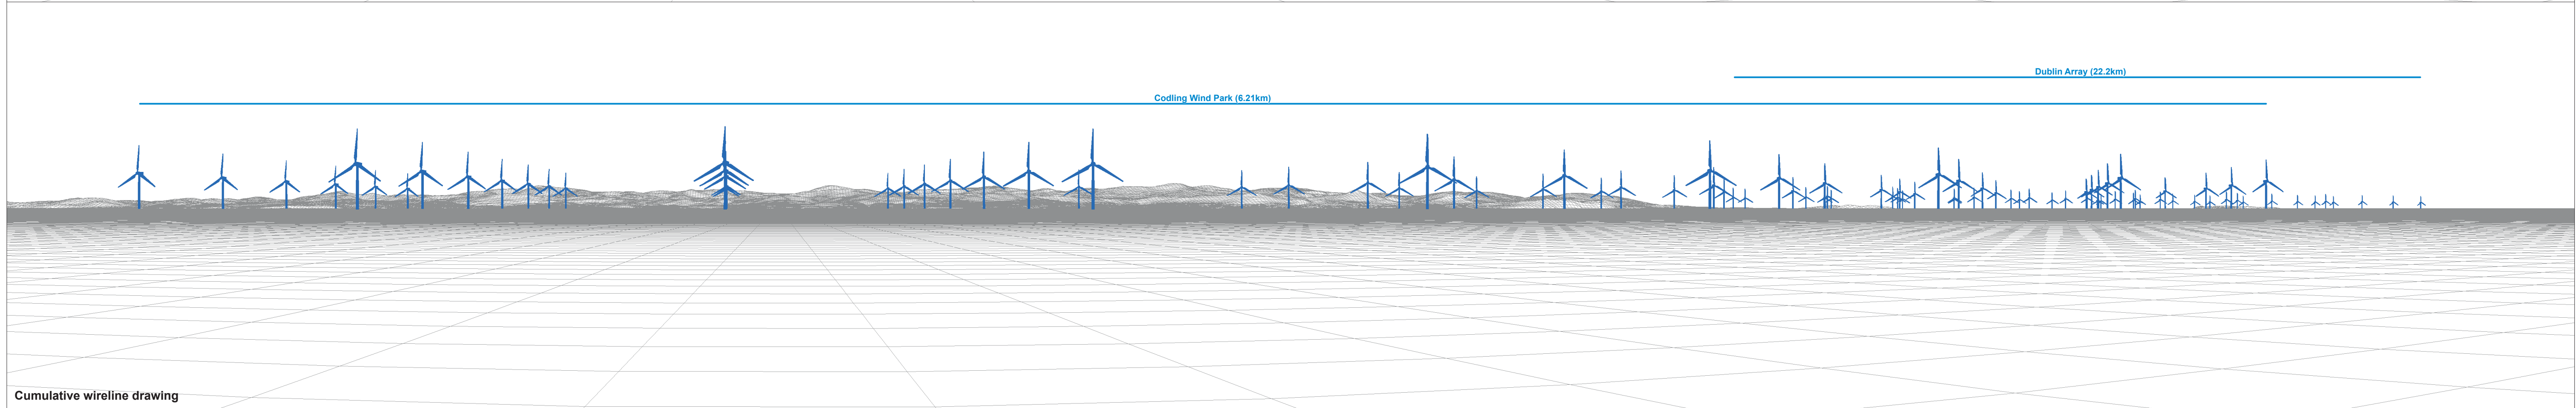 Dublin Array (22.2km)
Codling Wind Park (6.21km)
Cumulative wireline drawing